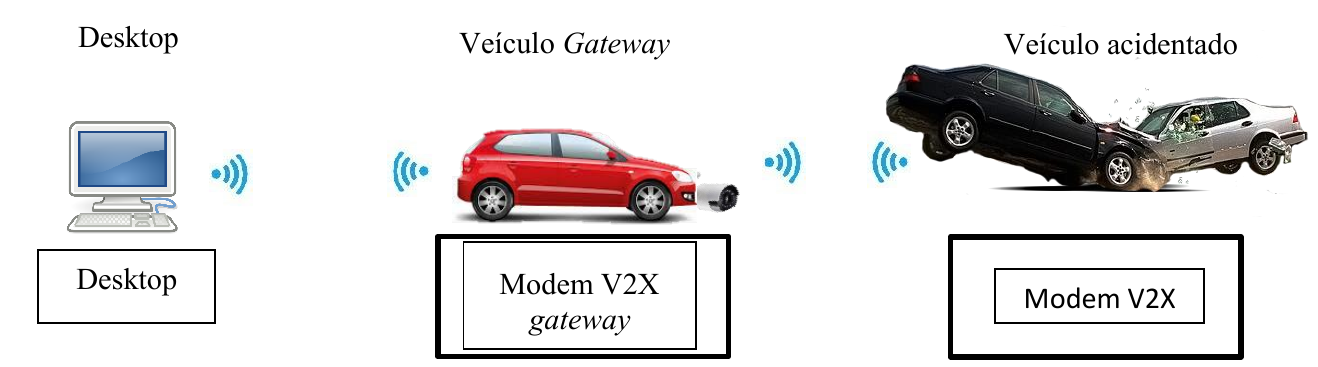 Desktop
Veículo Gateway
Veículo acidentado
Desktop
Modem V2X
gateway
Modem V2X